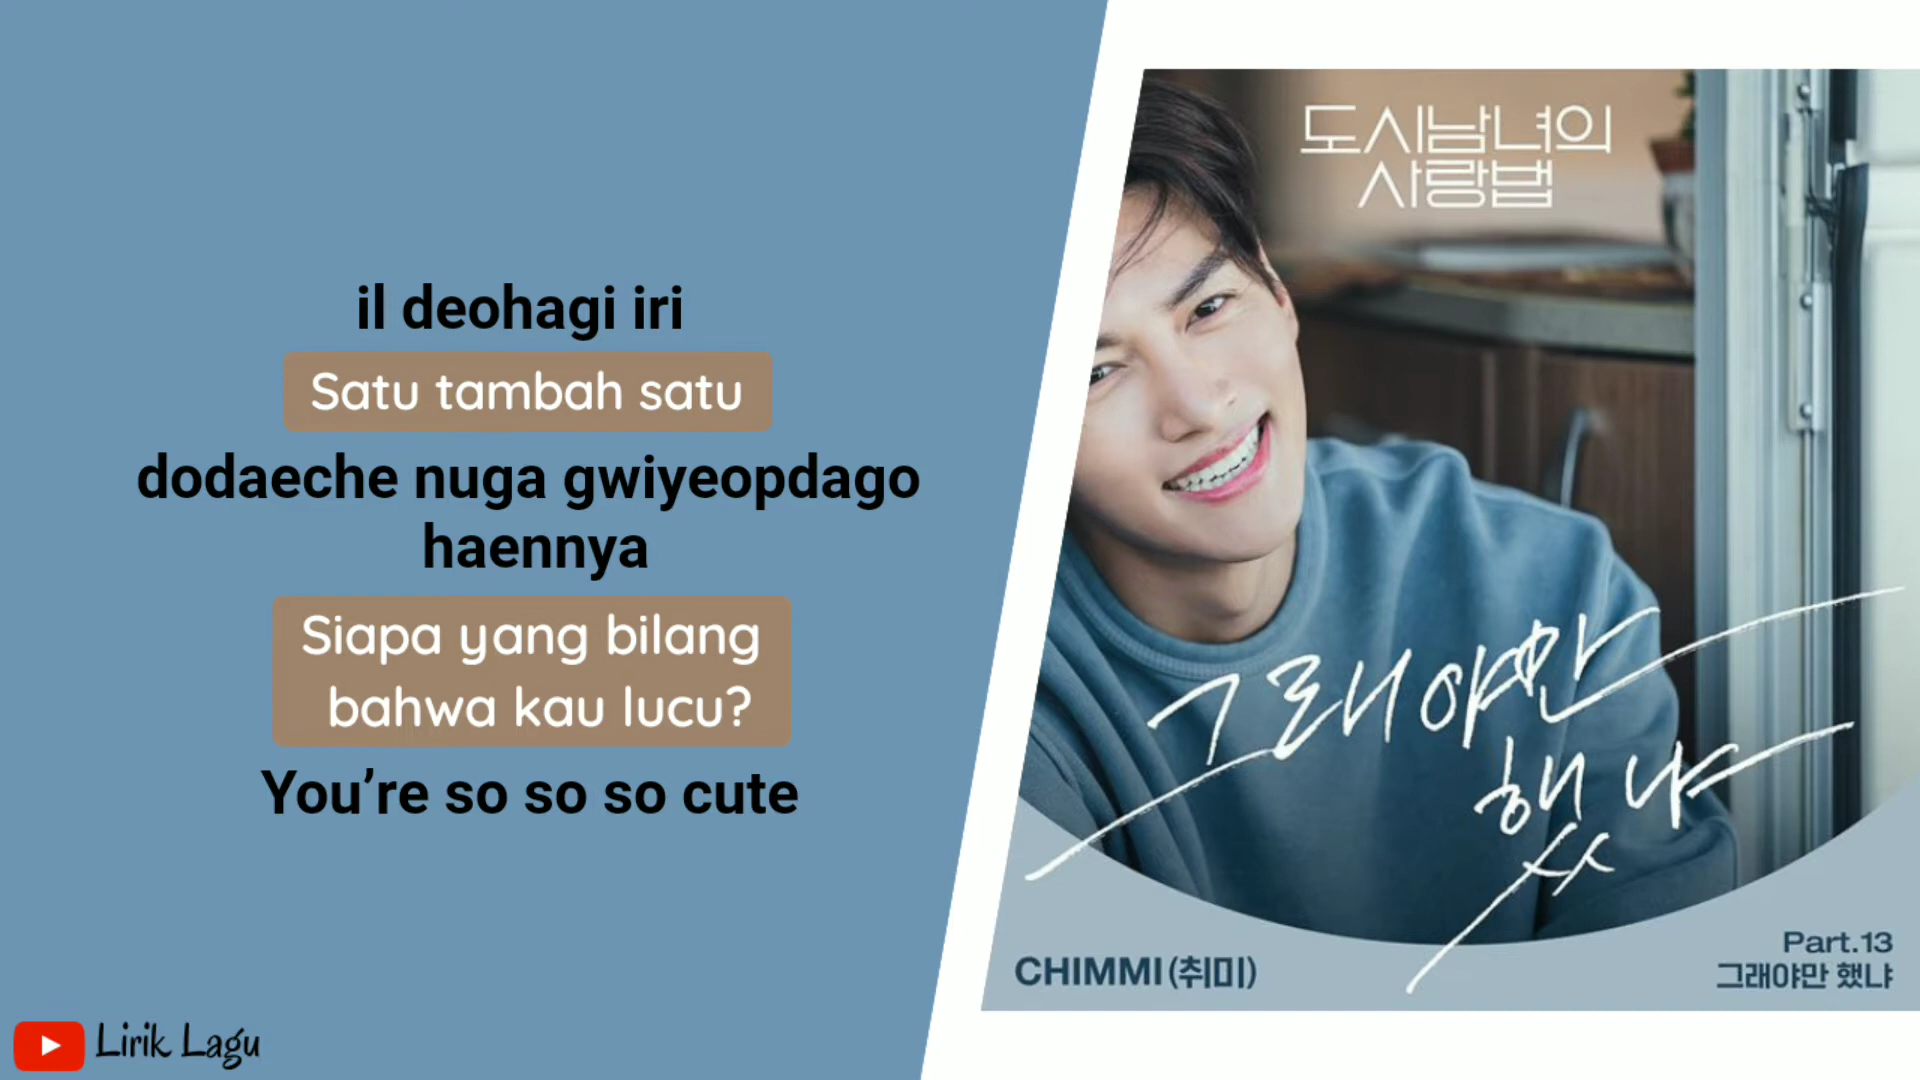 il deohagi iri
Satu tambah satu
dodaeche nuga gwiyeopdago
haennya
Siapa yang bilang
bahwa kau lucu?
You're so so so cute
Lirik Lagu
도시남녀의
사랑법
그래야만
했냐
CHIMMI(취미)
Part.13
그래야만 했냐